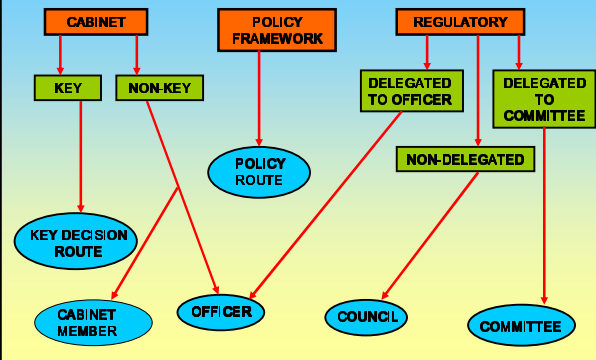 CABINET
POLICY
FRAMEWORK
REGULATORY
KEY
NON-KEY
DELEGATED
TO OFFICER
DELEGATED
TO
COMMITTEE
NON-DELEGATED
POLICY
ROUTE
KEY DECISION
ROUTE
CABINET
MEMBER
OFFICER
COUNCIL
COMMITTEE